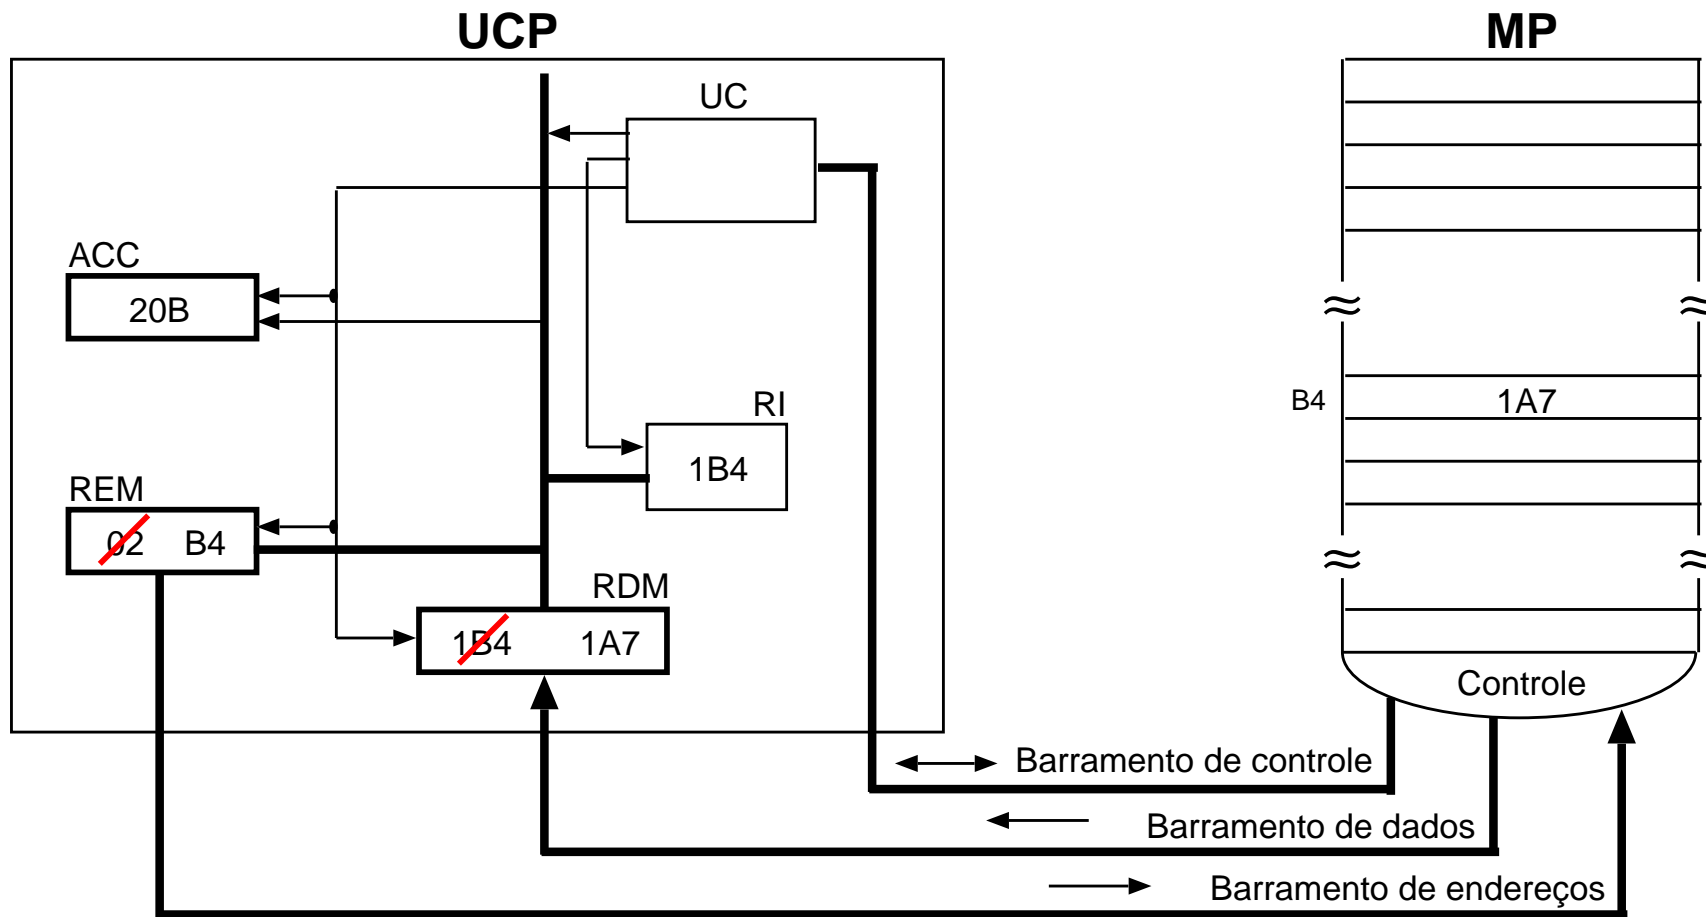 UCP
MP
UC
ACC
20B
RI
1B4
B4 1A7
REM
02 B4
RDM
1B4 1A7
Controle
Barramento de controle
Barramento de dados
Barramento de endereços